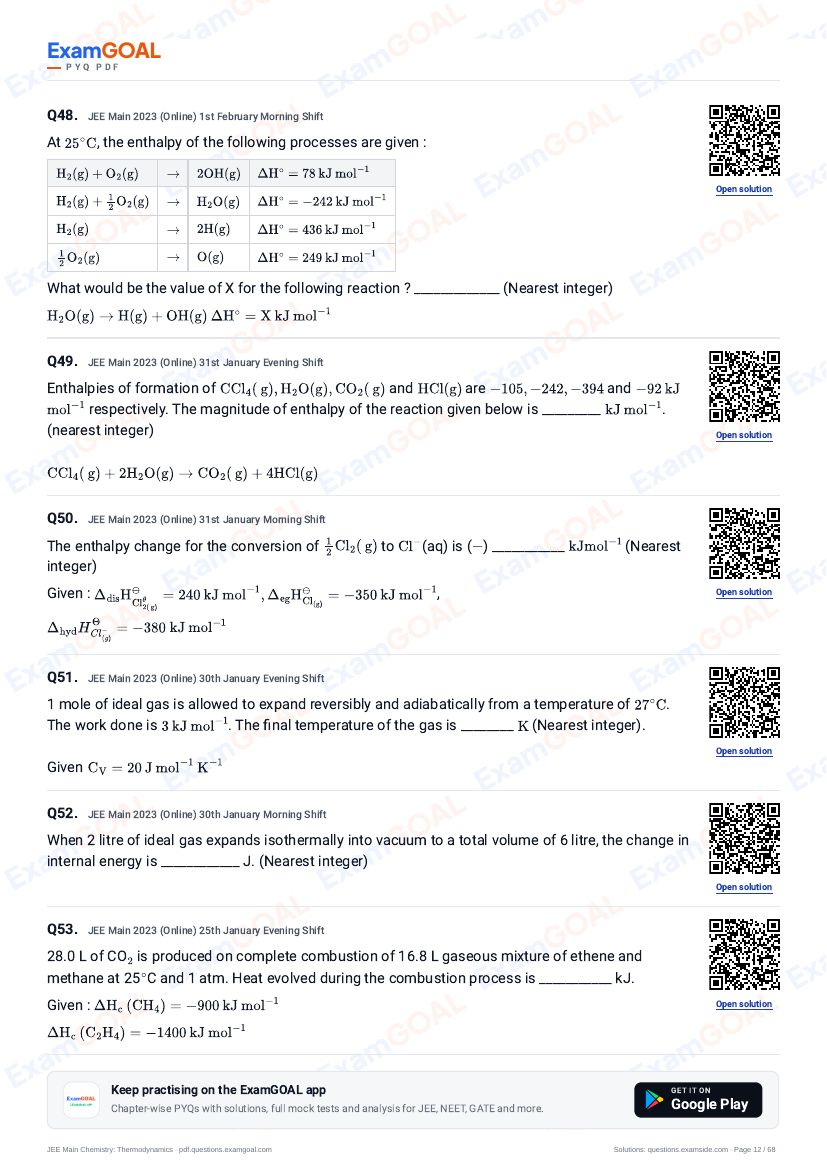 ExamGOAL
PYQ PDF
Q48. JEE Main 2023 (Online) 1st February Morning Shift
At 25°C, the enthalpy of the following processes are given :
H₂(g) + O₂(g) → 2OH(g) ΔH° = 78 kJ mol⁻¹
H₂(g) + ½O₂(g) → H₂O(g) ΔH° = −242 kJ mol⁻¹
H₂(g) → 2H(g) ΔH° = 436 kJ mol⁻¹
½O₂(g) → O(g) ΔH° = 249 kJ mol⁻¹
What would be the value of X for the following reaction ? ____________ (Nearest integer)
H₂O(g) → H(g) + OH(g) ΔH° = X kJ mol⁻¹
Open solution
Q49. JEE Main 2023 (Online) 31st January Evening Shift
Enthalpies of formation of CCl₄( g), H₂O(g), CO₂( g) and HCl(g) are −105, −242, −394 and −92 kJ
mol⁻¹ respectively. The magnitude of enthalpy of the reaction given below is _________ kJ mol⁻¹.
(nearest integer)
CCl₄( g) + 2H₂O(g) → CO₂( g) + 4HCl(g)
Open solution
Q50. JEE Main 2023 (Online) 31st January Morning Shift
The enthalpy change for the conversion of ½Cl₂( g) to Cl⁻(aq) is (−) ___________ kJmol⁻¹ (Nearest
integer)
Given : Δ_dis H^⊖_Cl₂(g)^θ = 240 kJ mol⁻¹, Δ_eg H^⊖_Cl(g) = −350 kJ mol⁻¹,
Δ_hyd H^Θ_Cl⁻(g) = −380 kJ mol⁻¹
Open solution
Q51. JEE Main 2023 (Online) 30th January Evening Shift
1 mole of ideal gas is allowed to expand reversibly and adiabatically from a temperature of 27°C.
The work done is 3 kJ mol⁻¹. The final temperature of the gas is ________ K (Nearest integer).
Given C_V = 20 J mol⁻¹ K⁻¹
Open solution
Q52. JEE Main 2023 (Online) 30th January Morning Shift
When 2 litre of ideal gas expands isothermally into vacuum to a total volume of 6 litre, the change in
internal energy is ____________ J. (Nearest integer)
Open solution
Q53. JEE Main 2023 (Online) 25th January Evening Shift
28.0 L of CO₂ is produced on complete combustion of 16.8 L gaseous mixture of ethene and
methane at 25°C and 1 atm. Heat evolved during the combustion process is ___________ kJ.
Given : ΔH_c (CH₄) = −900 kJ mol⁻¹
ΔH_c (C₂H₄) = −1400 kJ mol⁻¹
Open solution
ExamGOAL
Keep practising on the ExamGOAL app
Chapter-wise PYQs with solutions, full mock tests and analysis for JEE, NEET, GATE and more.
GET IT ON
Google Play
JEE Main Chemistry: Thermodynamics · pdf.questions.examgoal.com
Solutions: questions.examside.com · Page 12 / 68